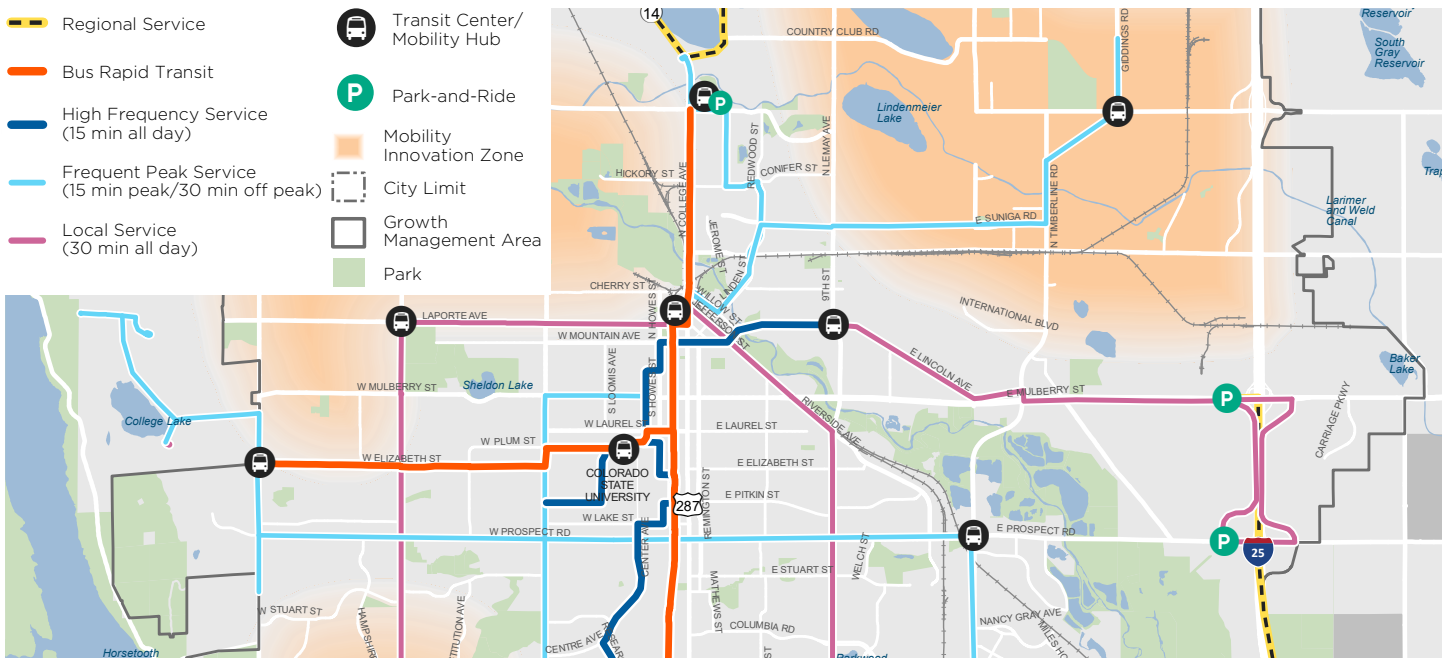 Regional Service
Bus Rapid Transit
High Frequency Service
(15 min all day)
Frequent Peak Service
(15 min peak/30 min off peak)
Local Service
(30 min all day)
Transit Center/
Mobility Hub
P
Park-and-Ride
Mobility
Innovation Zone
City Limit
Growth
Management Area
Park
14
COUNTRY CLUB RD
GIDDINGS RD
Reservoir
South
Gray
Reservoir
P
Lindenmeier
Lake
N COLLEGE AVE
REDWOOD ST
N LEMAY AVE
HICKORY ST
CONIFER ST
N TIMBERLINE RD
E SUNIGA RD
Larimer
and Weld
Canal
JEROME ST
LINDEN ST
CHERRY ST
N HOWES ST
WILLOW ST
JEFFERSON ST
9TH ST
INTERNATIONAL BLVD
LAPORTE AVE
W MOUNTAIN AVE
E LINCOLN AVE
Baker
Lake
W MULBERRY ST
Sheldon Lake
S LOOMIS AVE
S HOWES ST
E MULBERRY ST
P
CARRIAGE PKWY
College Lake
W LAUREL ST
E LAUREL ST
RIVERSIDE AVE
W PLUM ST
W ELIZABETH ST
E ELIZABETH ST
COLORADO
STATE
UNIVERSITY
E PITKIN ST
287
REMINGTON ST
W LAKE ST
W PROSPECT RD
E PROSPECT RD
P
25
CENTER AVE
WELCH ST
E STUART ST
MATHEWS ST
W STUART ST
NANCY GRAY AVE
COLUMBIA RD
CENTRE AVE
Horsetooth